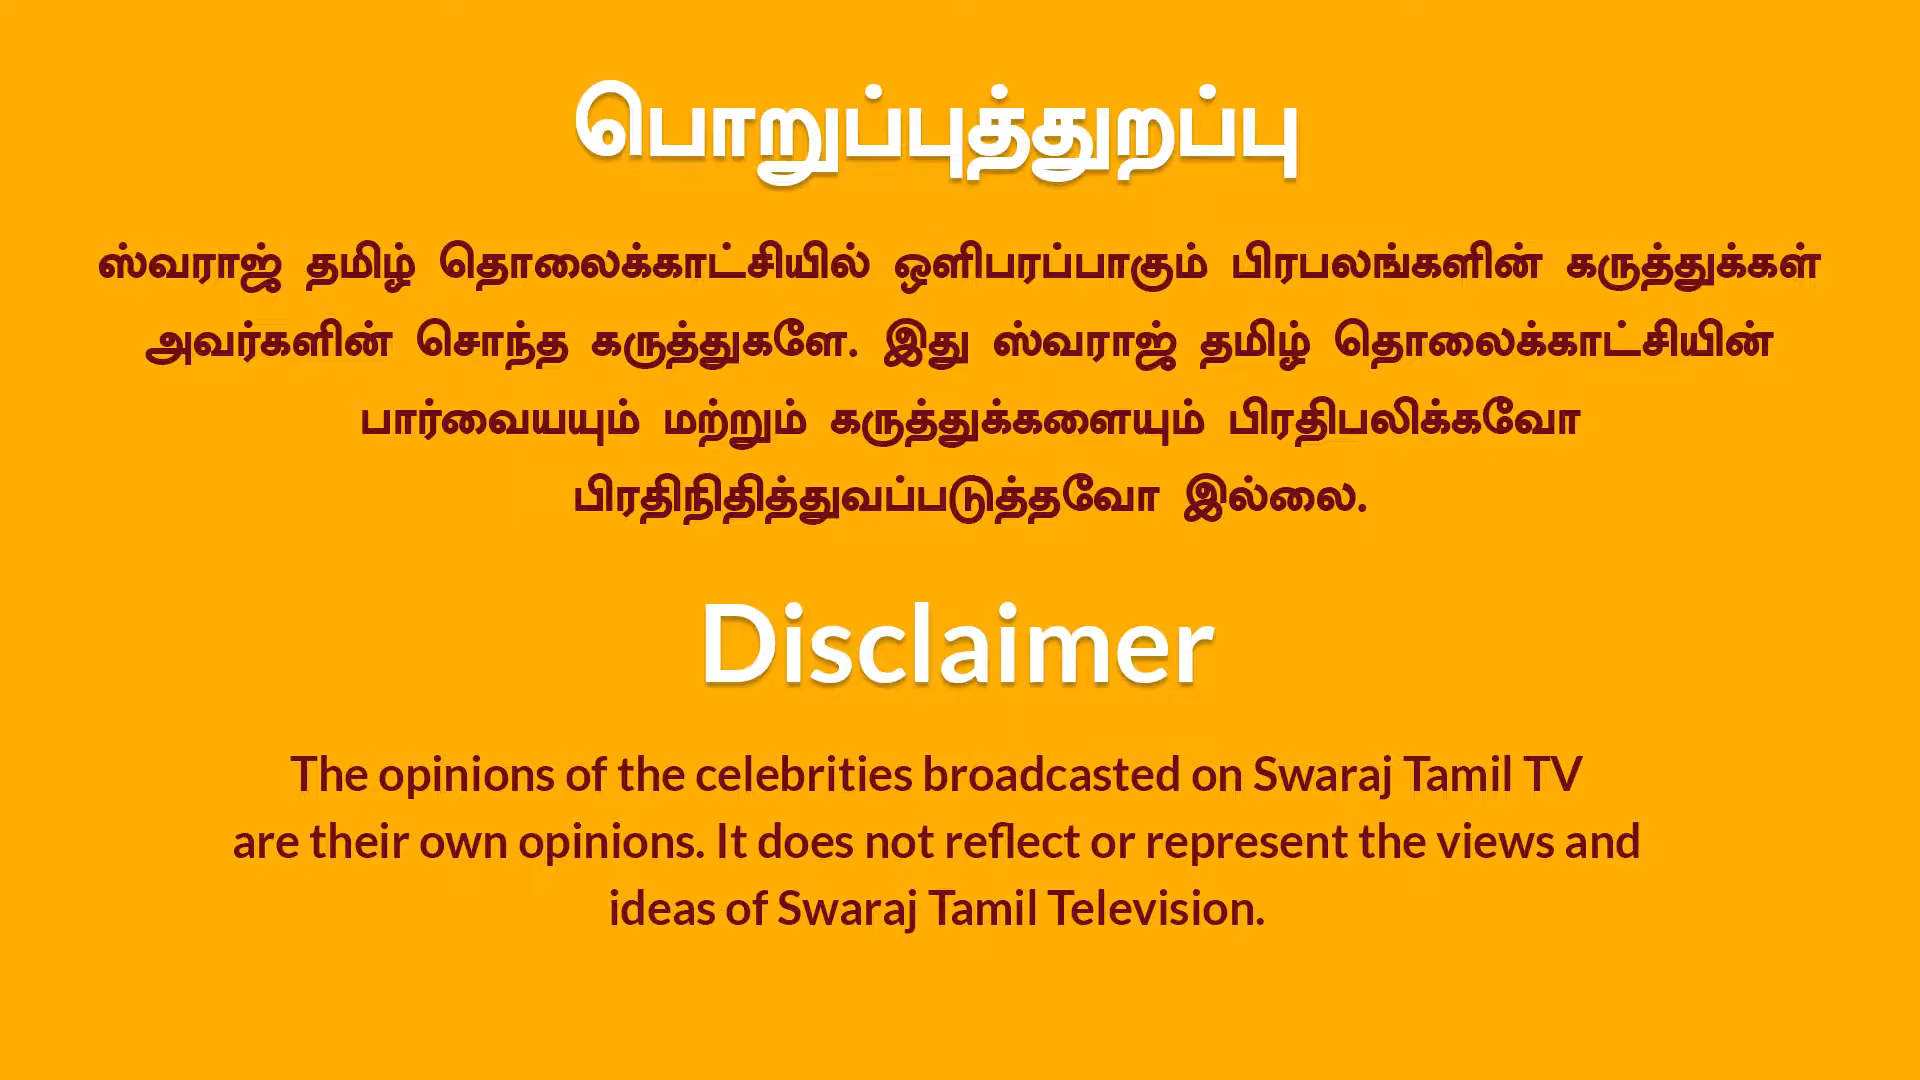 பொறுப்புத்துறப்பு
ஸ்வராஜ் தமிழ் தொலைக்காட்சியில் ஒளிபரப்பாகும் பிரபலங்களின் கருத்துக்கள்
அவர்களின் சொந்த கருத்துகளே. இது ஸ்வராஜ் தமிழ் தொலைக்காட்சியின்
பார்வையயும் மற்றும் கருத்துக்களையும் பிரதிபலிக்கவோ
பிரதிநிதித்துவப்படுத்தவோ இல்லை.
Disclaimer
The opinions of the celebrities broadcasted on Swaraj Tamil TV
are their own opinions. It does not reflect or represent the views and
ideas of Swaraj Tamil Television.